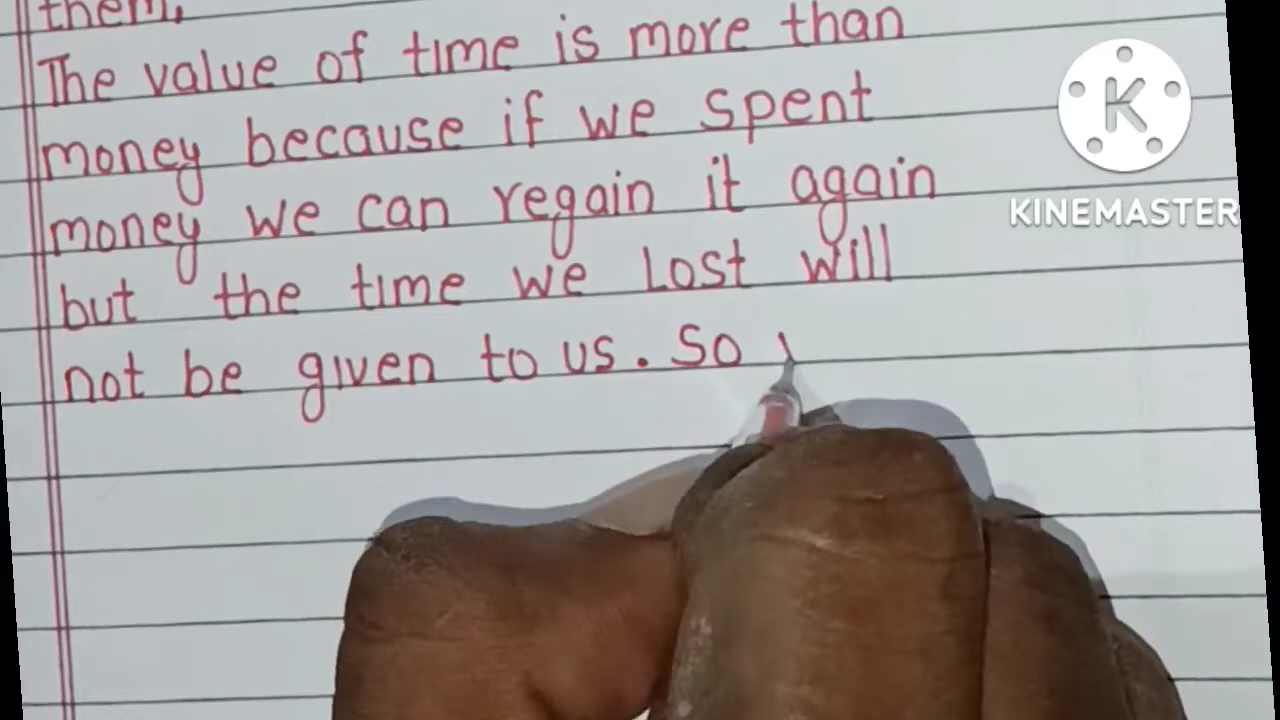 them,
The value of time is more than
money because if we spent
money we can regain it again
but the time we Lost will
not be given to us. So
K
KINEMASTER